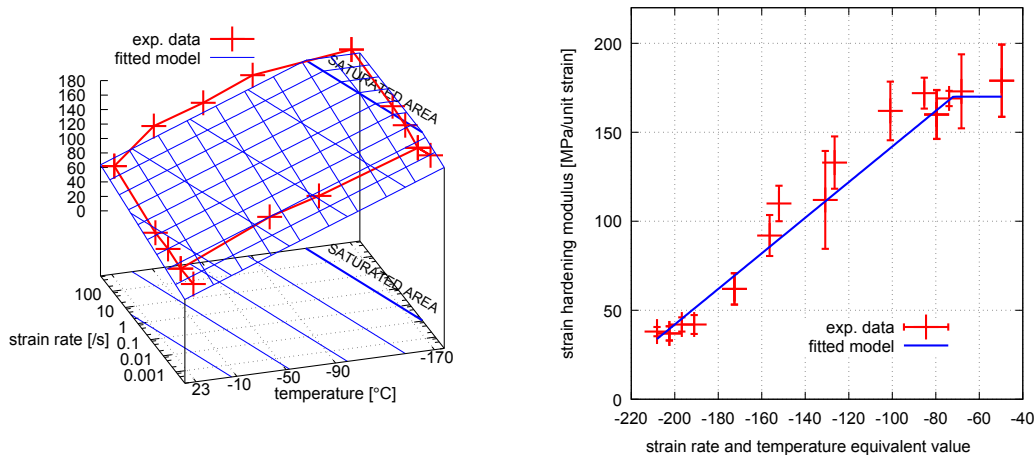 exp. data
fitted model
SATURATED AREA
180
160
140
120
100
80
60
40
20
0
SATURATED AREA
100
10
1
0.1
0.01
0.001
strain rate [/s]
23
-10
-50
-90
-170
temperature [°C]
strain hardening modulus [MPa/unit strain]
200
150
100
50
0
exp. data
fitted model
-220 -200 -180 -160 -140 -120 -100 -80 -60 -40
strain rate and temperature equivalent value